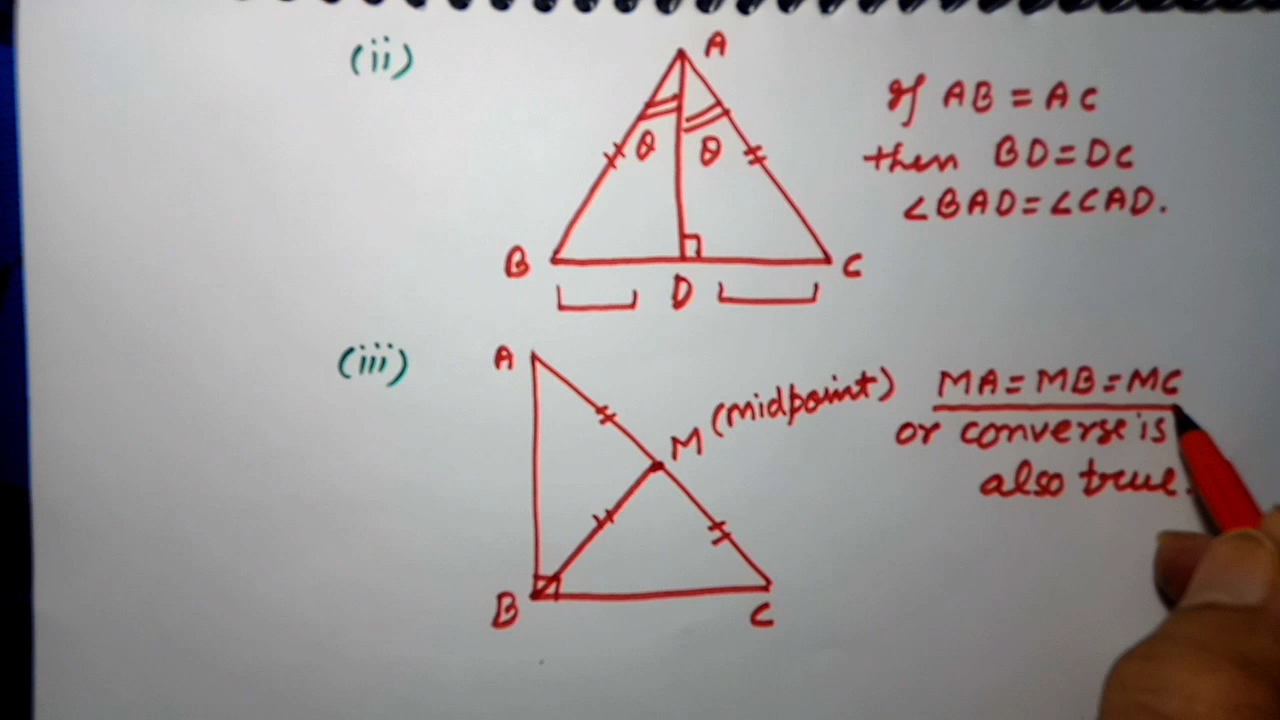 (ii)
A
If AB = AC
then BD = DC
∠BAD = ∠CAD.
θ θ
B D C
(iii)
A
M (midpoint)
MA = MB = MC
or converse is
also true.
B C